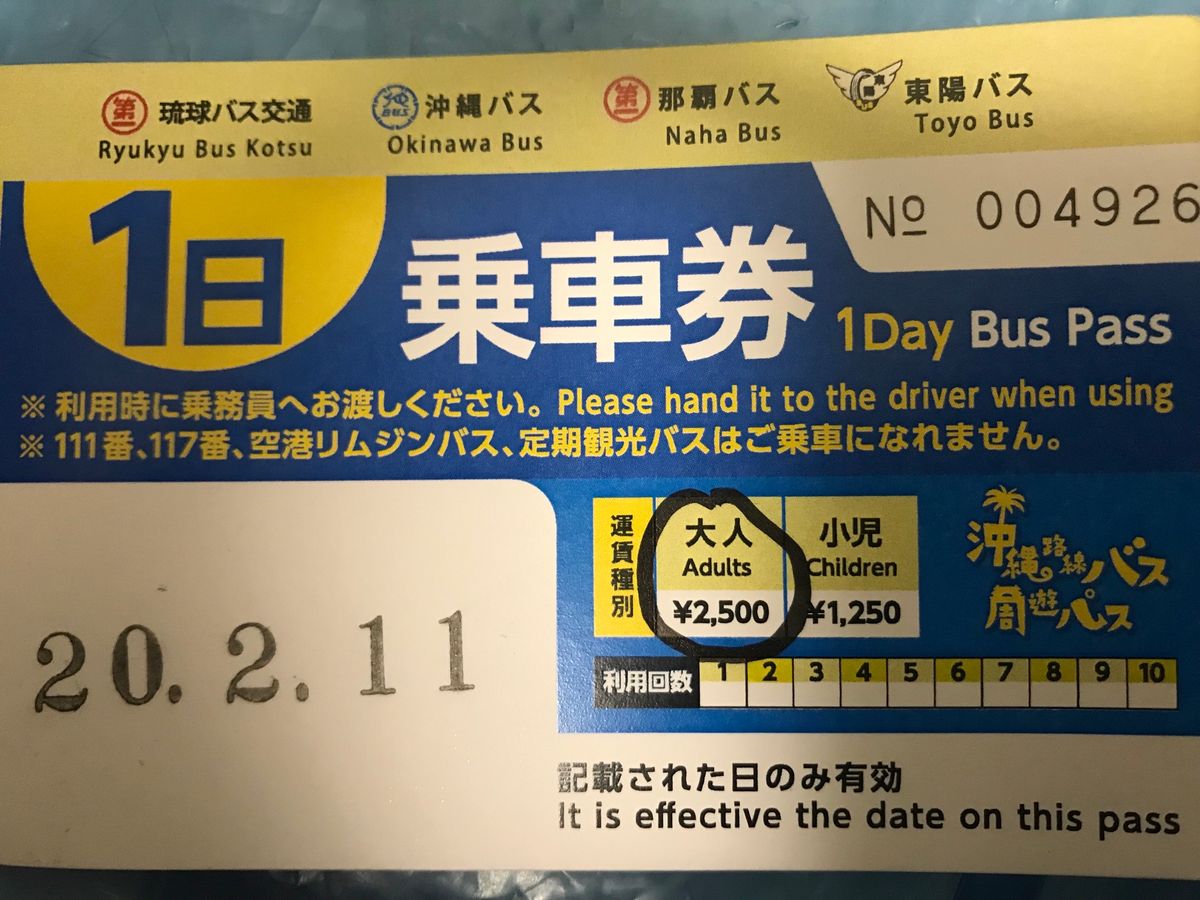 第一 琉球バス交通 沖 BUS 沖縄バス 第一 那覇バス 東陽バス
Ryukyu Bus Kotsu Okinawa Bus Naha Bus Toyo Bus
No 004926
1日 乗車券 1Day Bus Pass
※利用時に乗務員へお渡しください。 Please hand it to the driver when using
※111番、117番、空港リムジンバス、定期観光バスはご乗車になれません。
運賃種別 大人 小児
Adults Children
¥2,500 ¥1,250
沖縄路線バス
周遊パス
20.2.11
利用回数 1 2 3 4 5 6 7 8 9 10
記載された日のみ有効
It is effective the date on this pass